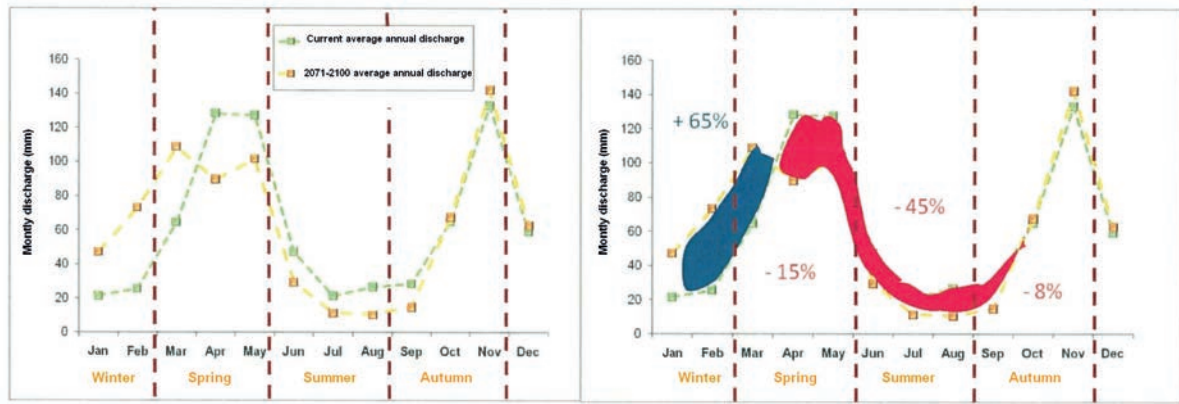 Current average annual discharge
2071-2100 average annual discharge
Montly discharge (mm)
160
140
120
100
80
60
40
20
0
Jan Feb Mar Apr May Jun Jul Aug Sep Oct Nov Dec
Winter Spring Summer Autumn
Montly discharge (mm)
160
140
120
100
80
60
40
20
0
+ 65%
- 45%
- 15%
- 8%
Jan Feb Mar Apr May Jun Jul Aug Sep Oct Nov Dec
Winter Spring Summer Autumn